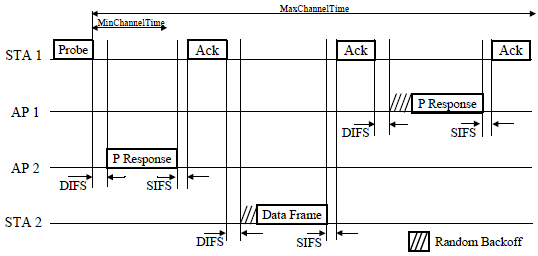 MaxChannelTime
MinChannelTime
STA 1 Probe Ack Ack Ack
AP 1 P Response
DIFS SIFS
AP 2 P Response
DIFS SIFS
STA 2 Data Frame
DIFS SIFS
Random Backoff